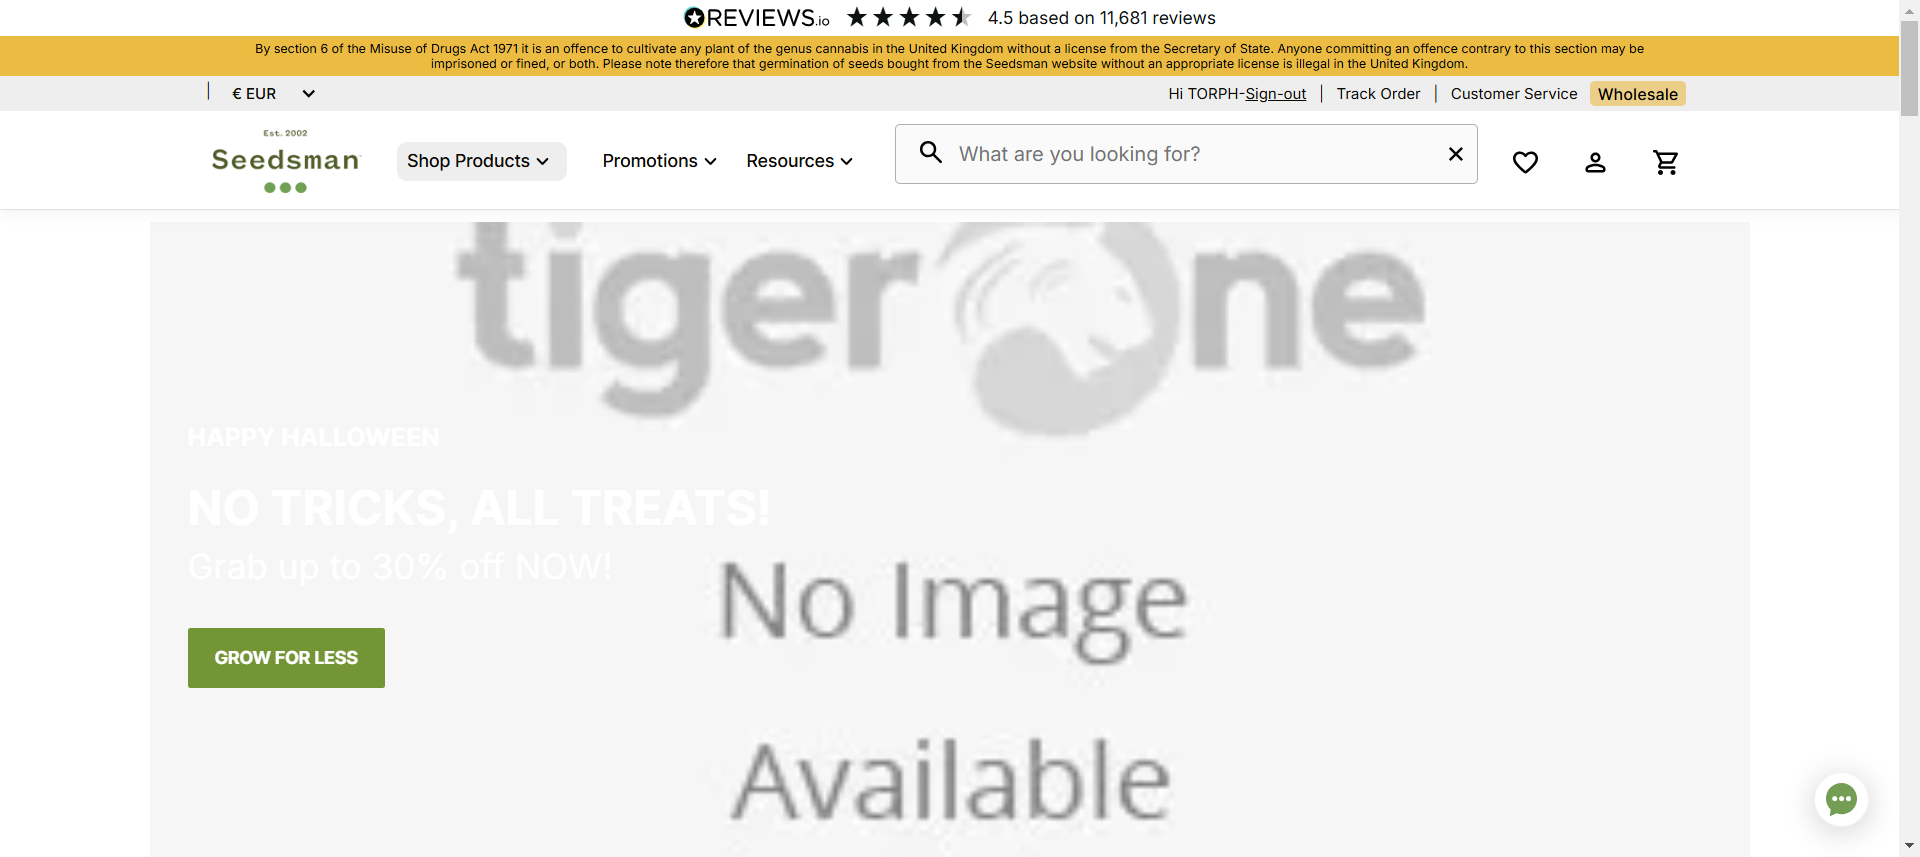 REVIEWS.io 4.5 based on 11,681 reviews
By section 6 of the Misuse of Drugs Act 1971 it is an offence to cultivate any plant of the genus cannabis in the United Kingdom without a license from the Secretary of State. Anyone committing an offence contrary to this section may be
imprisoned or fined, or both. Please note therefore that germination of seeds bought from the Seedsman website without an appropriate license is illegal in the United Kingdom.
€ EUR Hi TORPH-Sign-out | Track Order | Customer Service Wholesale
Est. 2002
Seedsman
Shop Products Promotions Resources What are you looking for?
tigerOne
HAPPY HALLOWEEN
NO TRICKS, ALL TREATS!
Grab up to 30% off NOW!
No Image
GROW FOR LESS
Available